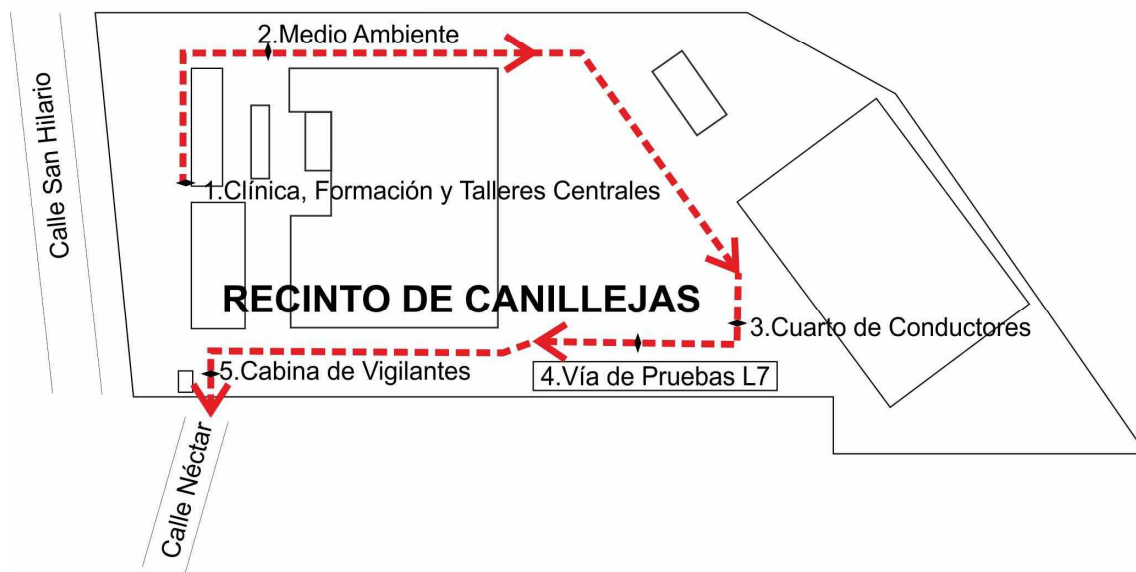 2.Medio Ambiente
Calle San Hilario
1.Clínica, Formación y Talleres Centrales
RECINTO DE CANILLEJAS
3.Cuarto de Conductores
5.Cabina de Vigilantes
4.Vía de Pruebas L7
Calle Néctar